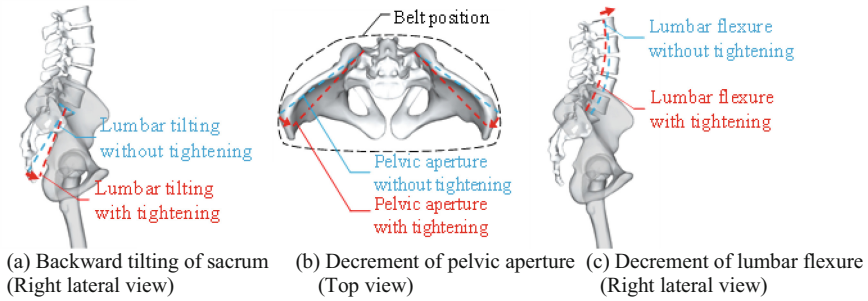 Belt position
Lumbar flexure
without tightening
Lumbar flexure
with tightening
Lumbar tilting
without tightening
Lumbar tilting
with tightening
Pelvic aperture
without tightening
Pelvic aperture
with tightening
(a) Backward tilting of sacrum
(Right lateral view)
(b) Decrement of pelvic aperture
(Top view)
(c) Decrement of lumbar flexure
(Right lateral view)